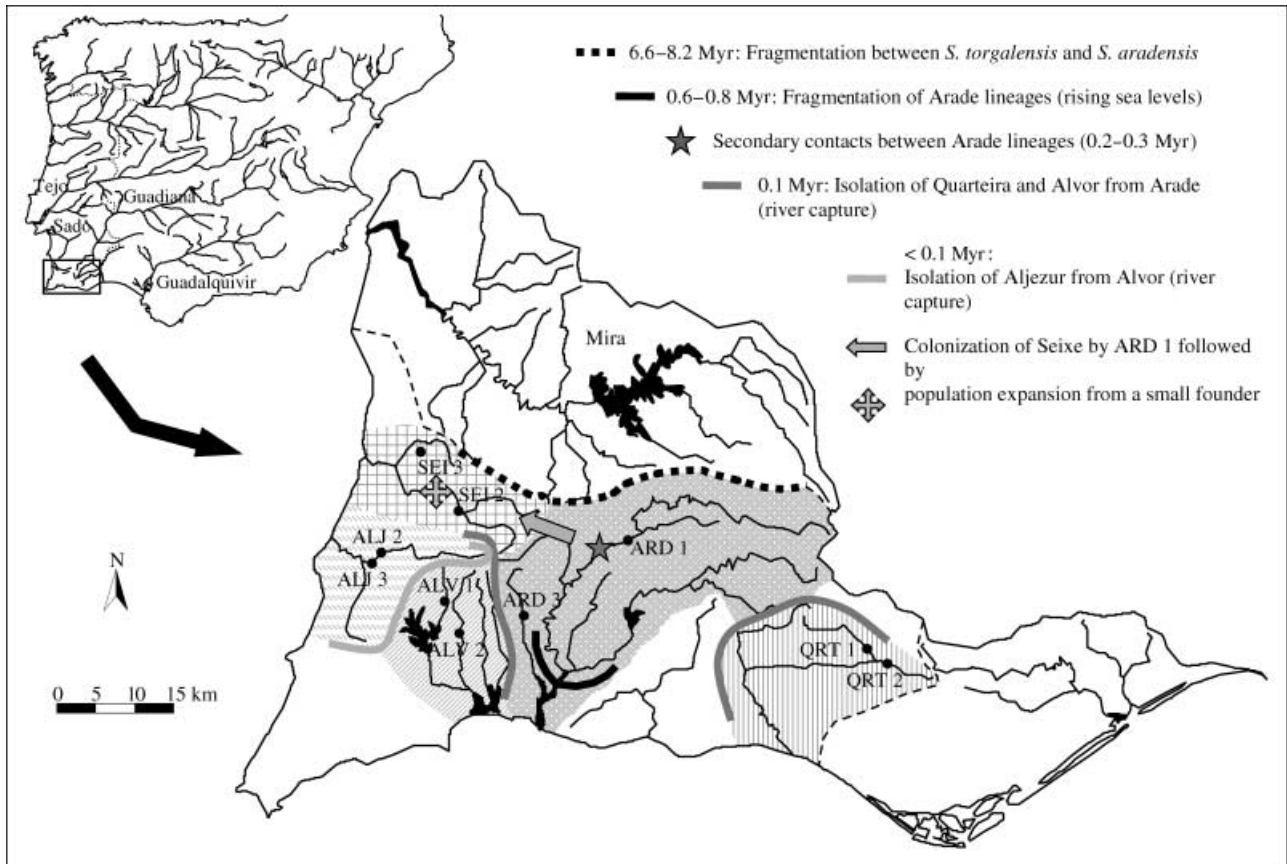 6.6–8.2 Myr: Fragmentation between S. torgalensis and S. aradensis
0.6–0.8 Myr: Fragmentation of Arade lineages (rising sea levels)
Secondary contacts between Arade lineages (0.2–0.3 Myr)
0.1 Myr: Isolation of Quarteira and Alvor from Arade
(river capture)
< 0.1 Myr:
Isolation of Aljezur from Alvor (river
capture)
Colonization of Seixe by ARD 1 followed
by
population expansion from a small founder
Tejo
Guadiana
Sado
Guadalquivir
Mira
SEI 3
SEI 2
ALJ 2
ALJ 3
ARD 1
ALV 1
ARD 3
ALV 2
QRT 1
QRT 2
N
0 5 10 15 km